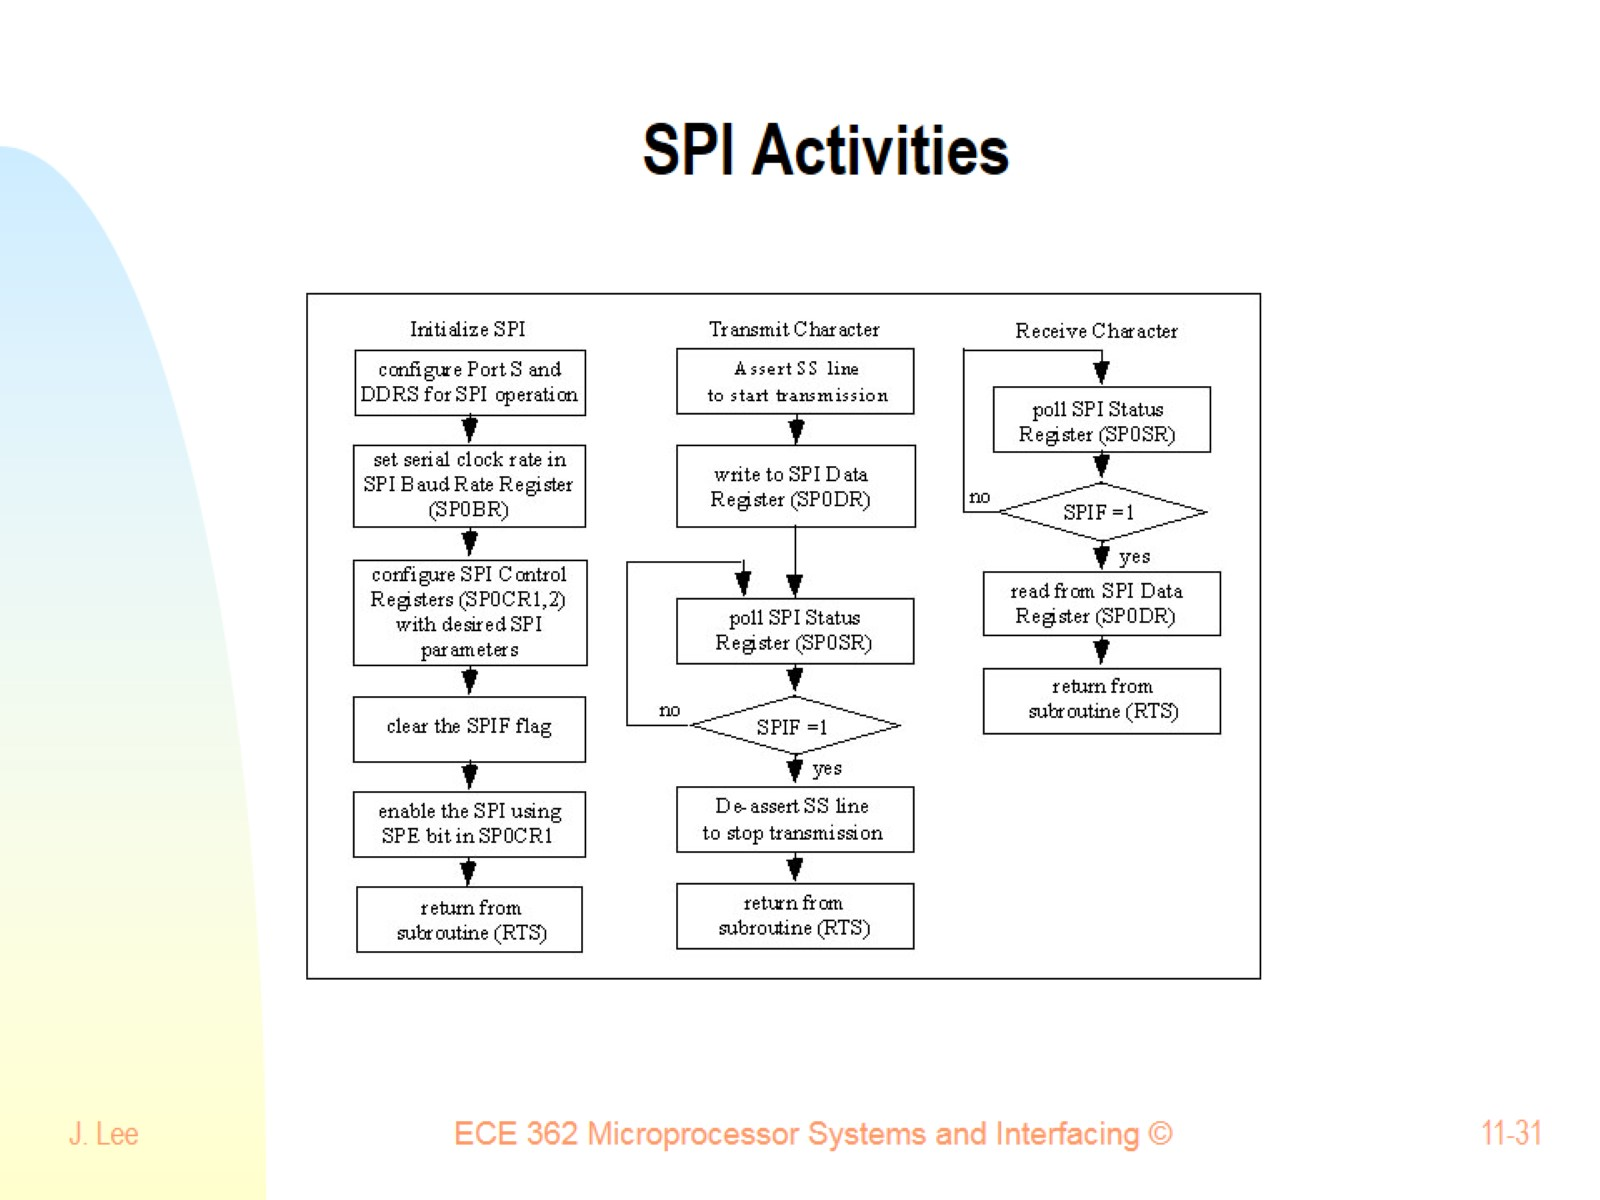 SPI Activities
Initialize SPI
configure Port S and
DDRS for SPI operation
set serial clock rate in
SPI Baud Rate Register
(SP0BR)
configure SPI Control
Registers (SP0CR1,2)
with desired SPI
parameters
clear the SPIF flag
enable the SPI using
SPE bit in SP0CR1
return from
subroutine (RTS)
Transmit Character
Assert SS line
to start transmission
write to SPI Data
Register (SP0DR)
poll SPI Status
Register (SP0SR)
no
SPIF =1
yes
De-assert SS line
to stop transmission
return from
subroutine (RTS)
Receive Character
poll SPI Status
Register (SP0SR)
no
SPIF =1
yes
read from SPI Data
Register (SP0DR)
return from
subroutine (RTS)
J. Lee
ECE 362 Microprocessor Systems and Interfacing ©
11-31